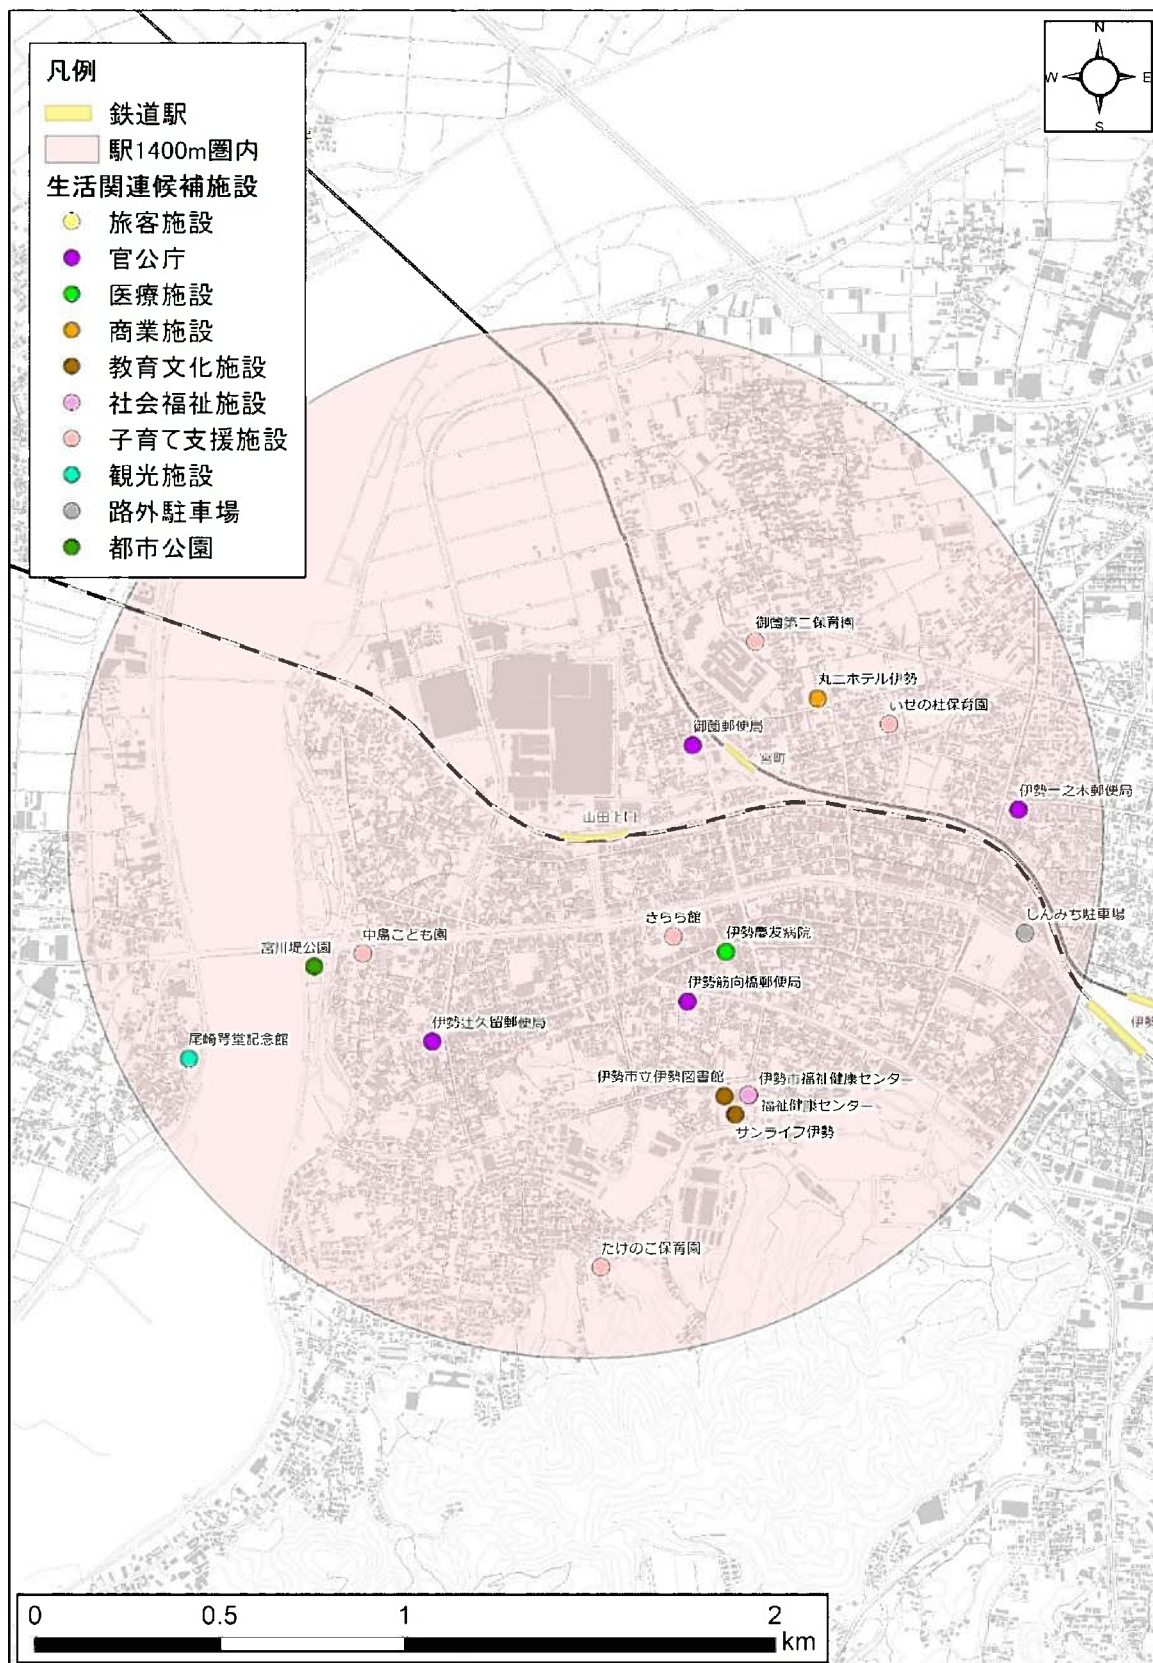 凡例
鉄道駅
駅1400m圏内
生活関連候補施設
旅客施設
官公庁
医療施設
商業施設
教育文化施設
社会福祉施設
子育て支援施設
観光施設
路外駐車場
都市公園
N
W E
S
御薗第二保育園
丸二ホテル伊勢
いせの杜保育園
御薗郵便局
宮町
伊勢一之木郵便局
山田上口
しんみち駐車場
きらら館
伊勢慶友病院
中島こども園
宮川堤公園
伊勢筋向橋郵便局
伊勢
伊勢辻久留郵便局
尾崎咢堂記念館
伊勢市立伊勢図書館
伊勢市福祉健康センター
福祉健康センター
サンライフ伊勢
たけのこ保育園
0 0.5 1 2
km